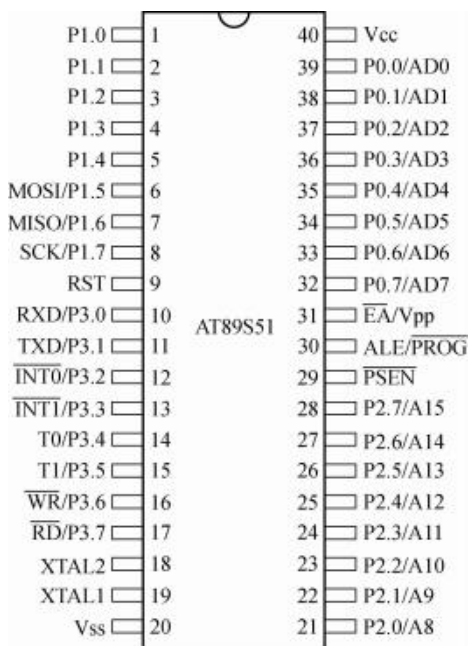 P1.0 1 40 Vcc
P1.1 2 39 P0.0/AD0
P1.2 3 38 P0.1/AD1
P1.3 4 37 P0.2/AD2
P1.4 5 36 P0.3/AD3
MOSI/P1.5 6 35 P0.4/AD4
MISO/P1.6 7 34 P0.5/AD5
SCK/P1.7 8 33 P0.6/AD6
RST 9 32 P0.7/AD7
RXD/P3.0 10 31 E̅A̅/Vpp
AT89S51
TXD/P3.1 11 30 ALE/P̅R̅O̅G̅
I̅N̅T̅0̅/P3.2 12 29 P̅S̅E̅N̅
I̅N̅T̅1̅/P3.3 13 28 P2.7/A15
T0/P3.4 14 27 P2.6/A14
T1/P3.5 15 26 P2.5/A13
W̅R̅/P3.6 16 25 P2.4/A12
R̅D̅/P3.7 17 24 P2.3/A11
XTAL2 18 23 P2.2/A10
XTAL1 19 22 P2.1/A9
Vss 20 21 P2.0/A8